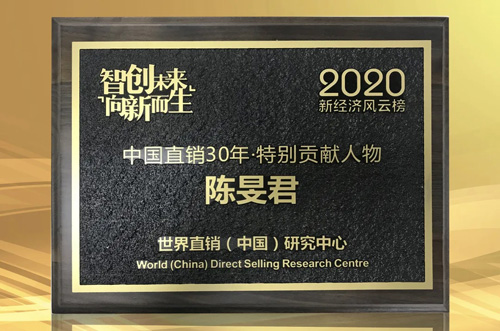 智创未来
向新而生
2020
新经济风云榜
中国直销30年·特别贡献人物
陈旻君
世界直销（中国）研究中心
World (China) Direct Selling Research Centre